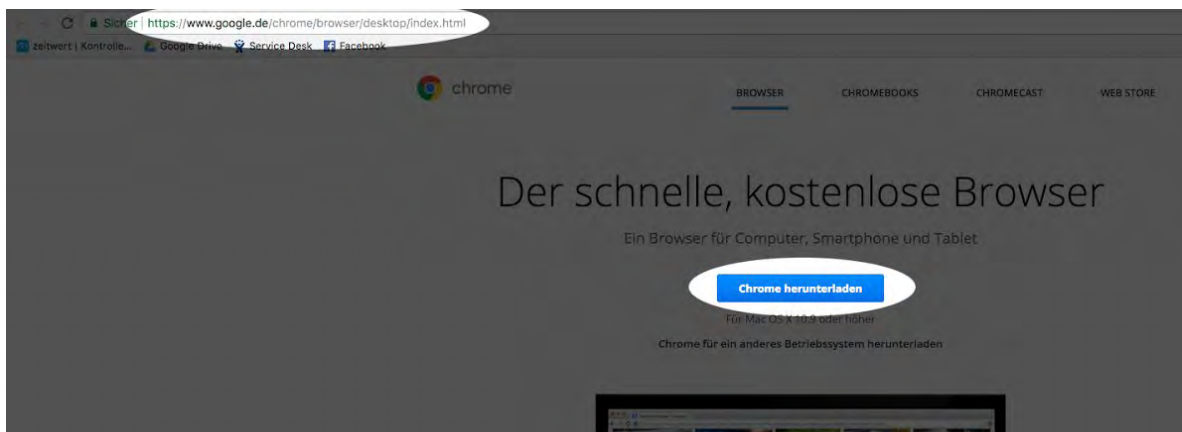 Sicher | https://www.google.de/chrome/browser/desktop/index.html
zeitwert | Kontrolle... Google Drive Service Desk Facebook
chrome BROWSER CHROMEBOOKS CHROMECAST WEB STORE
Der schnelle, kostenlose Browser
Ein Browser für Computer, Smartphone und Tablet
Chrome herunterladen
Für Mac OS X 10.9 oder höher
Chrome für ein anderes Betriebssystem herunterladen